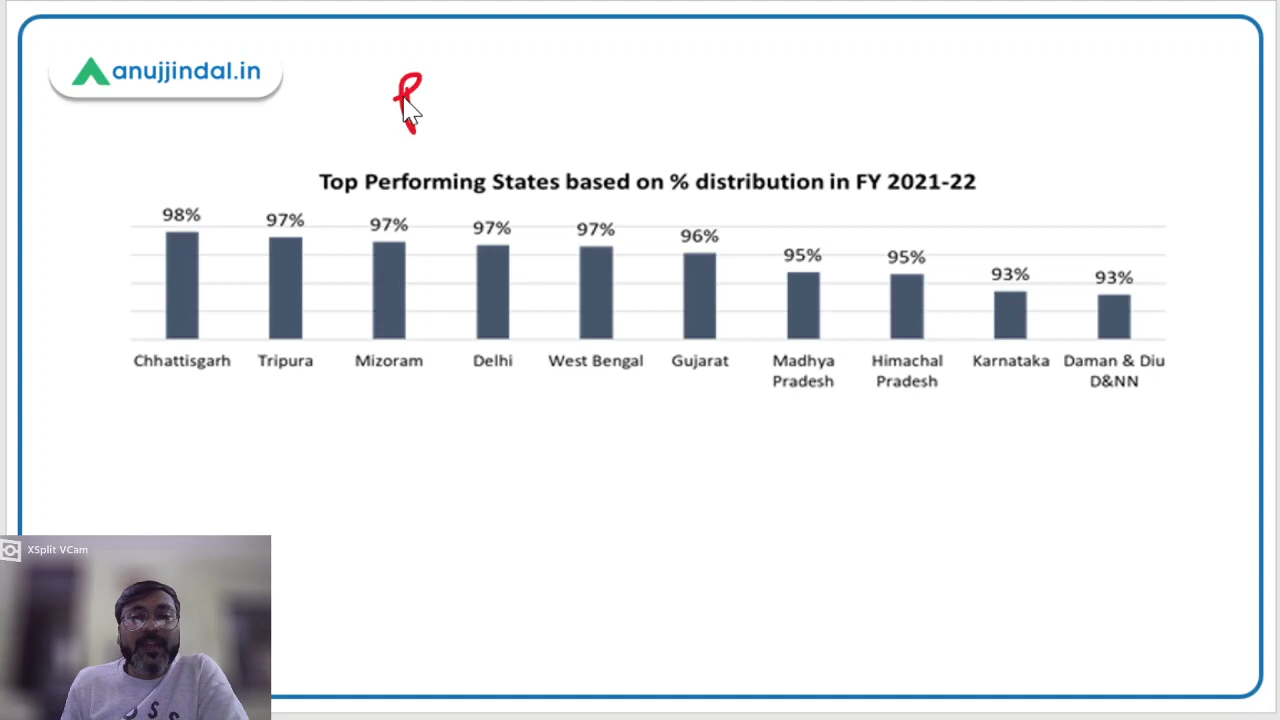 anujjindal.in
P
Top Performing States based on % distribution in FY 2021-22
98% 97% 97% 97% 97% 96% 95% 95% 93% 93%
Chhattisgarh Tripura Mizoram Delhi West Bengal Gujarat Madhya Pradesh Himachal Pradesh Karnataka Daman & Diu D&NN
XSplit VCam